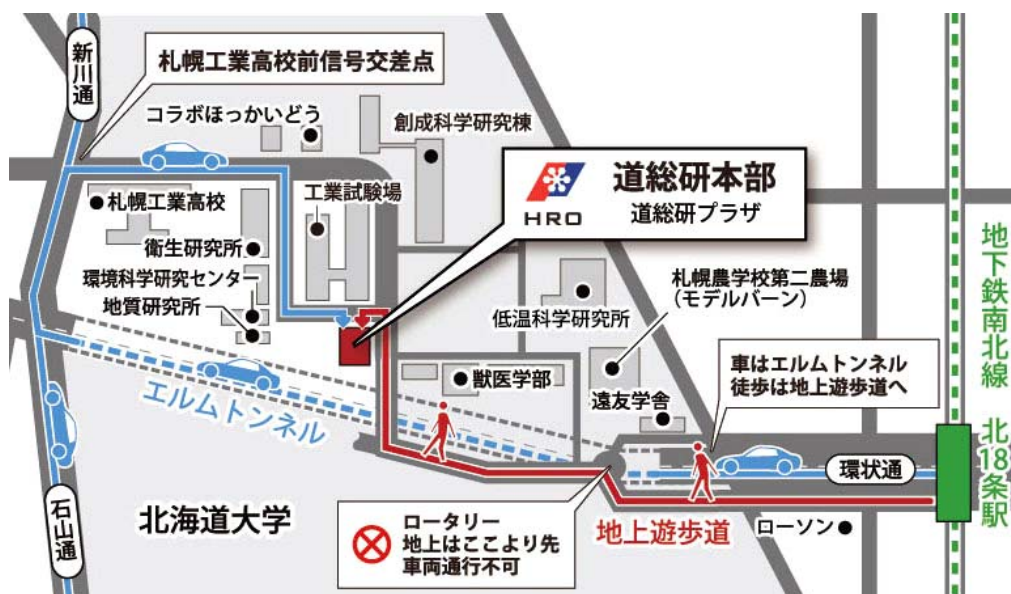 新川通
札幌工業高校前信号交差点
コラボほっかいどう
創成科学研究棟
工業試験場
HRO
道総研本部
道総研プラザ
札幌工業高校
衛生研究所
環境科学研究センター
地質研究所
低温科学研究所
札幌農学校第二農場
(モデルバーン)
地下鉄南北線 北18条駅
獣医学部
遠友学舎
車はエルムトンネル
徒歩は地上遊歩道へ
エルムトンネル
環状通
石山通
北海道大学
ロータリー
地上はここより先
車両通行不可
地上遊歩道
ローソン